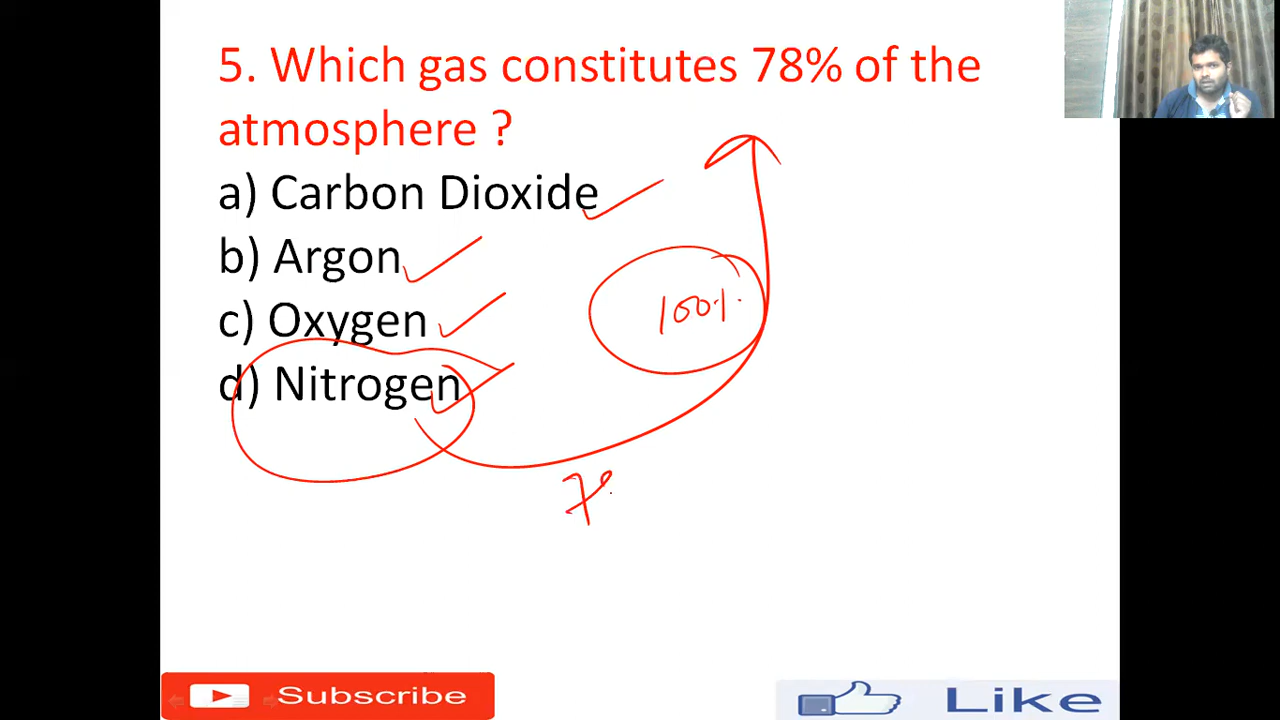 5. Which gas constitutes 78% of the
atmosphere ?
a) Carbon Dioxide
b) Argon
c) Oxygen
100%
d) Nitrogen
Subscribe
Like